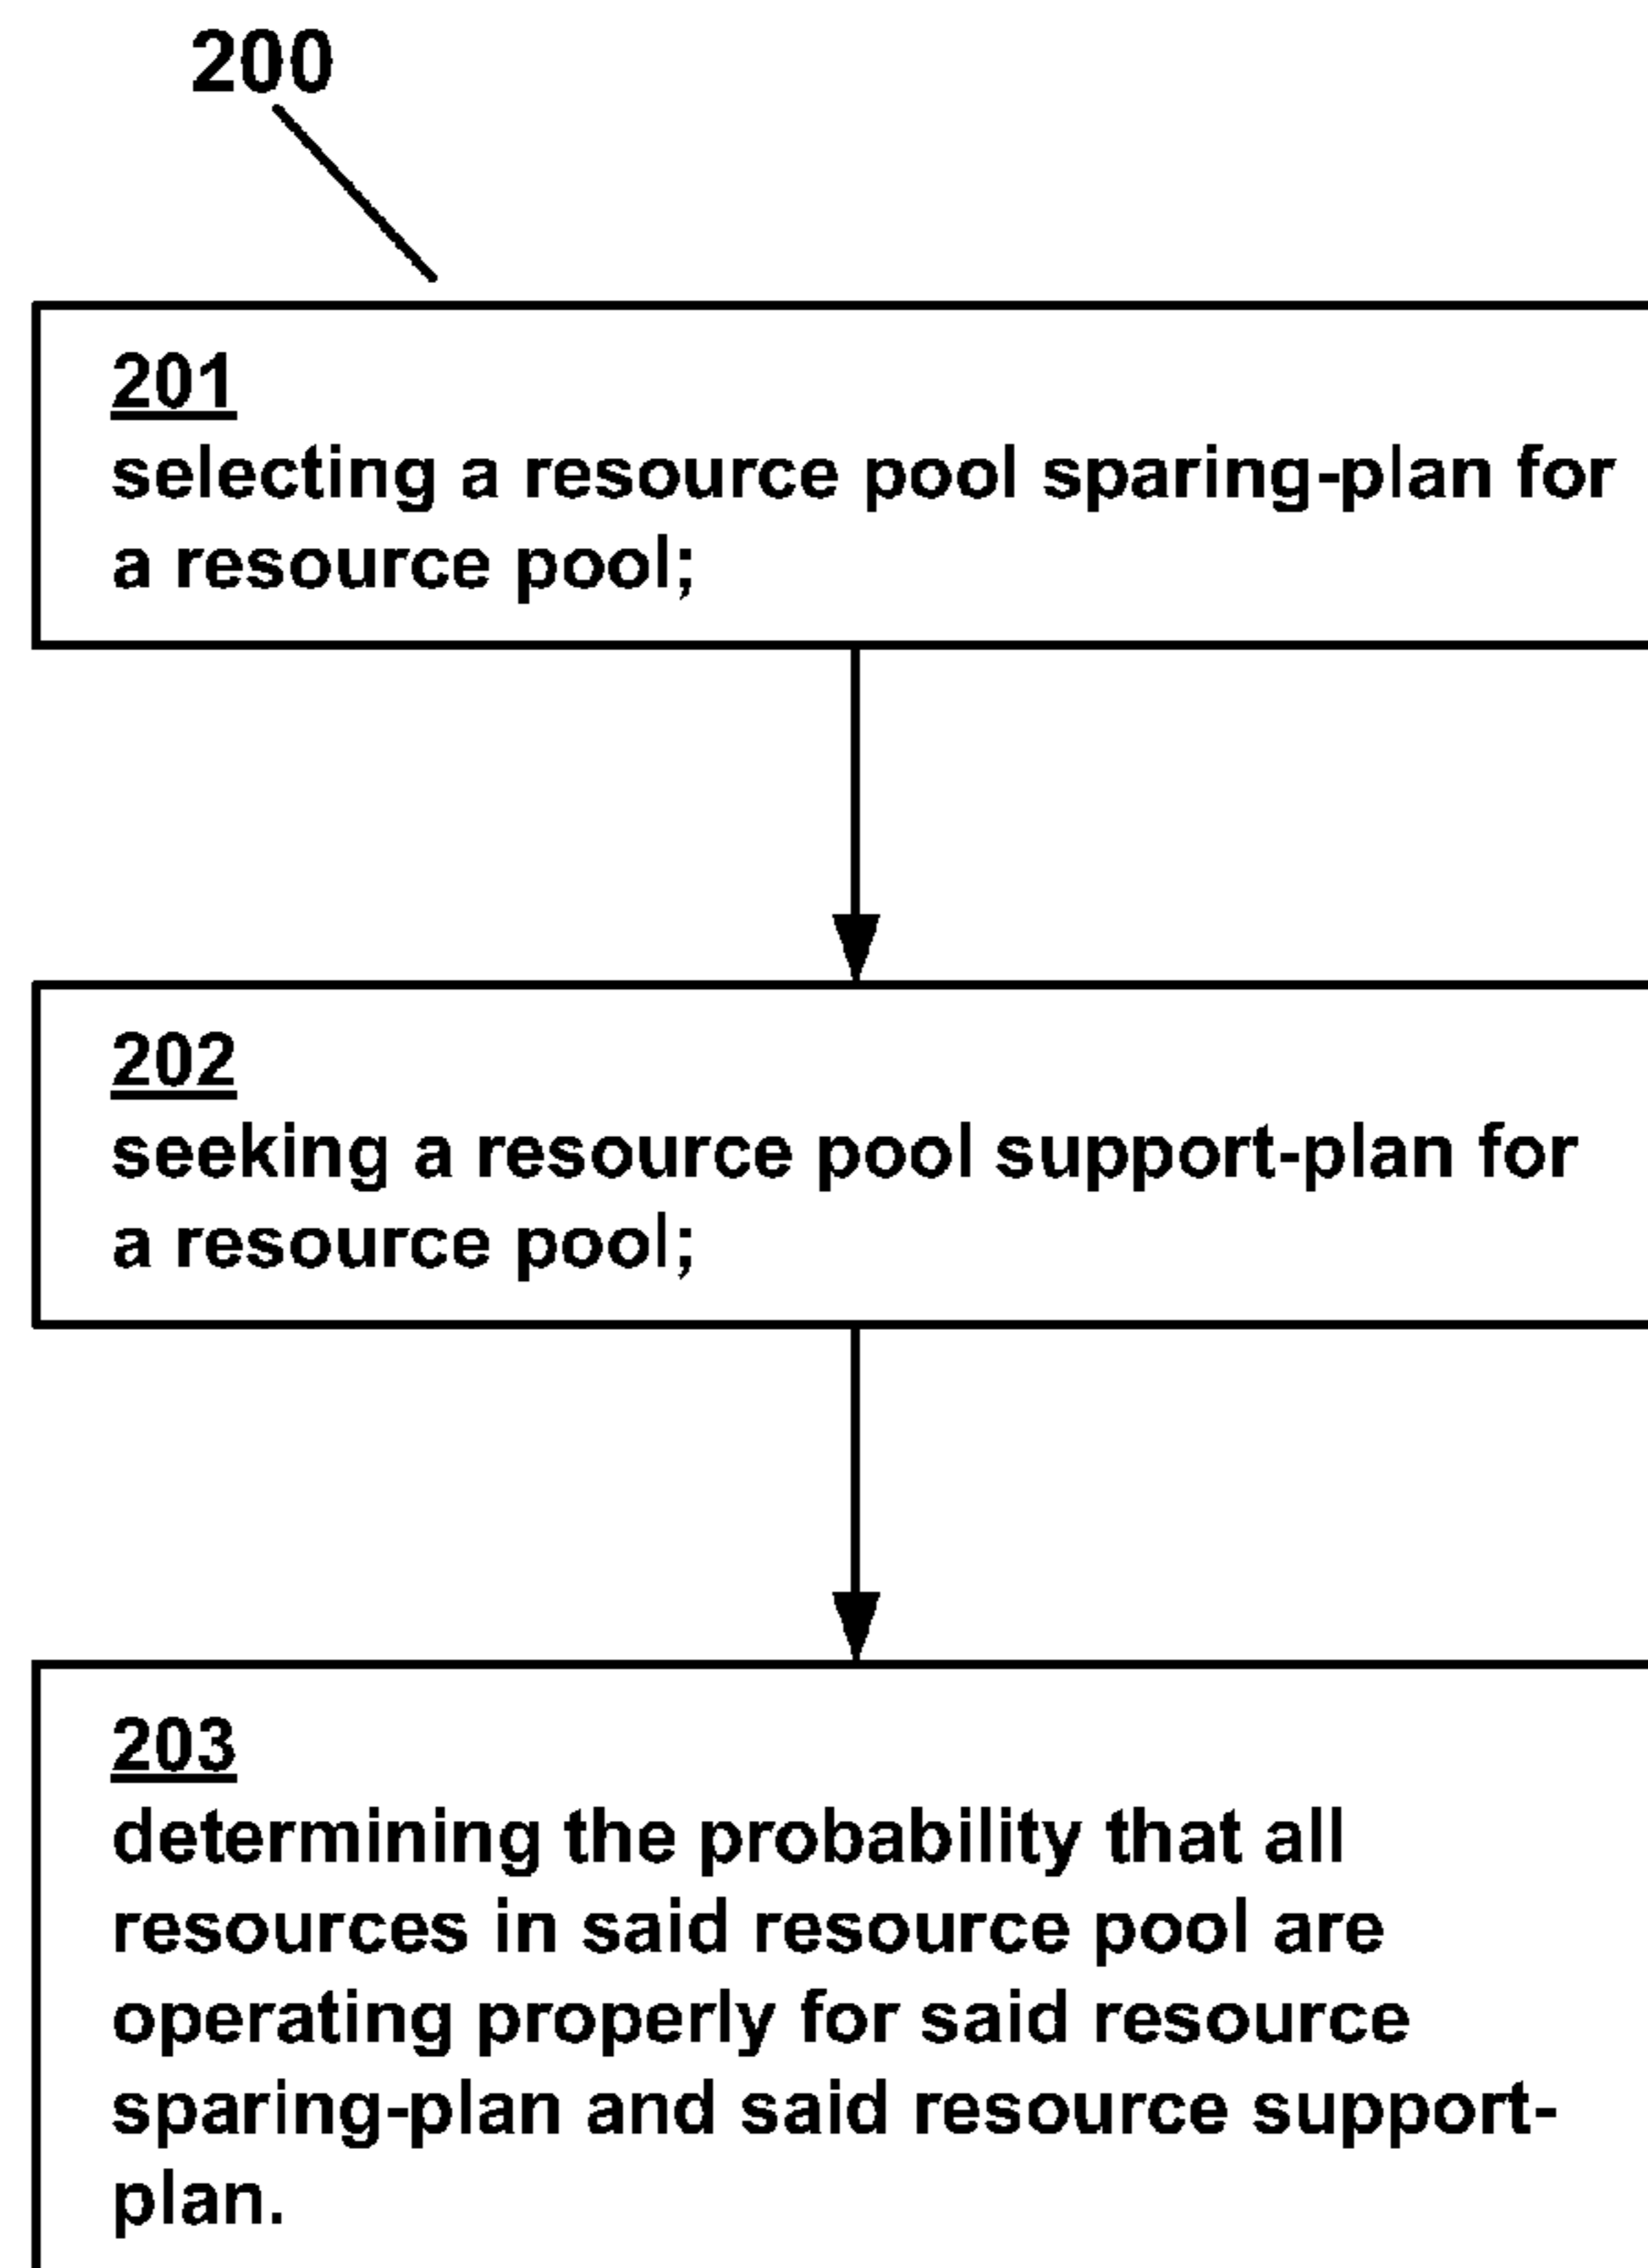 200
201
selecting a resource pool sparing-plan for
a resource pool;
202
seeking a resource pool support-plan for
a resource pool;
203
determining the probability that all
resources in said resource pool are
operating properly for said resource
sparing-plan and said resource support-
plan.